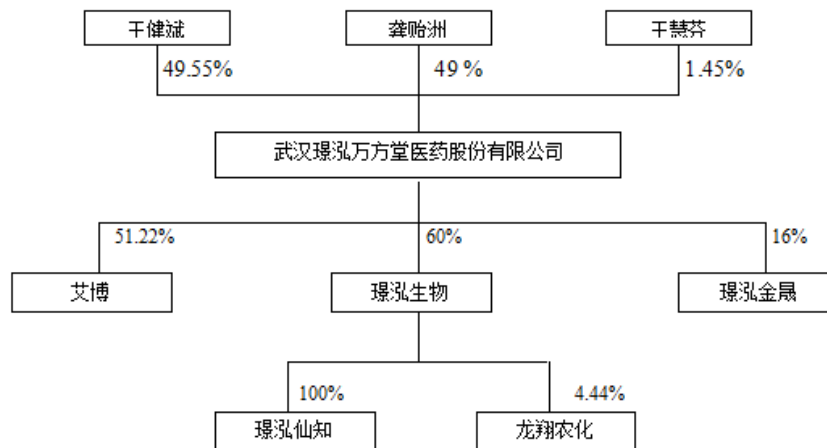 王健斌
龚贻洲
王慧芬
49.55%
49 %
1.45%
武汉璟泓万方堂医药股份有限公司
51.22%
60%
16%
艾博
璟泓生物
璟泓金晟
100%
4.44%
璟泓仙知
龙翔农化